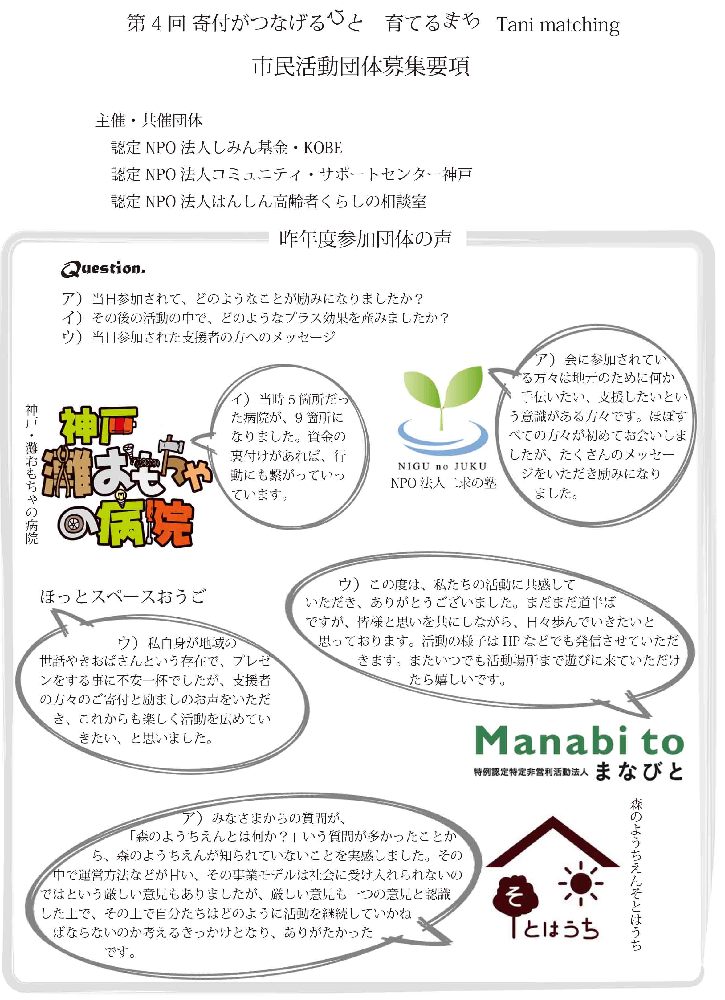 第 4 回 寄付がつなげるひと　育てるまち　Tani matching
市民活動団体募集要項
主催・共催団体
認定 NPO 法人しみん基金・KOBE
認定 NPO 法人コミュニティ・サポートセンター神戸
認定 NPO 法人はんしん高齢者くらしの相談室
昨年度参加団体の声
Question.
ア）当日参加されて、どのようなことが励みになりましたか？
イ）その後の活動の中で、どのようなプラス効果を産みましたか？
ウ）当日参加された支援者の方へのメッセージ
神戸・灘おもちゃの病院
神戸
灘おもちゃ
の病院
イ）当時 5 箇所だっ
た病院が、9 箇所に
なりました。資金の
裏付けがあれば、行
動にも繋がっていっ
ています。
NIGU no JUKU
NPO 法人二求の塾
ア）会に参加されてい
る方々は地元のために何か
手伝いたい、支援したいとい
う意識がある方々です。ほぼす
べての方々が初めてお会いしま
したが、たくさんのメッセー
ジをいただき励みになり
ました。
ほっとスペースおうご
ウ）私自身が地域の
世話やきおばさんという存在で、プレゼ
ンをする事に不安一杯でしたが、支援者
の方々のご寄付と励ましのお声をいただ
き、これからも楽しく活動を広めてい
きたい、と思いました。
ウ）この度は、私たちの活動に共感して
いただき、ありがとうございました。まだまだ道半ば
ですが、皆様と思いを共にしながら、日々歩んでいきたいと
思っております。活動の様子は HP などでも発信させていただ
きます。またいつでも活動場所まで遊びに来ていただけ
たら嬉しいです。
Manabi to
特例認定特定非営利活動法人 まなびと
ア）みなさまからの質問が、
「森のようちえんとは何か？」いう質問が多かったことか
ら、森のようちえんが知られていないことを実感しました。その
中で運営方法などが甘い、その事業モデルは社会に受け入れられないの
ではという厳しい意見もありましたが、厳しい意見も一つの意見と認識
した上で、その上で自分たちはどのように活動を継続していかね
ばならないのか考えるきっかけとなり、ありがたかった
です。
そとはうち
森のようちえんそとはうち